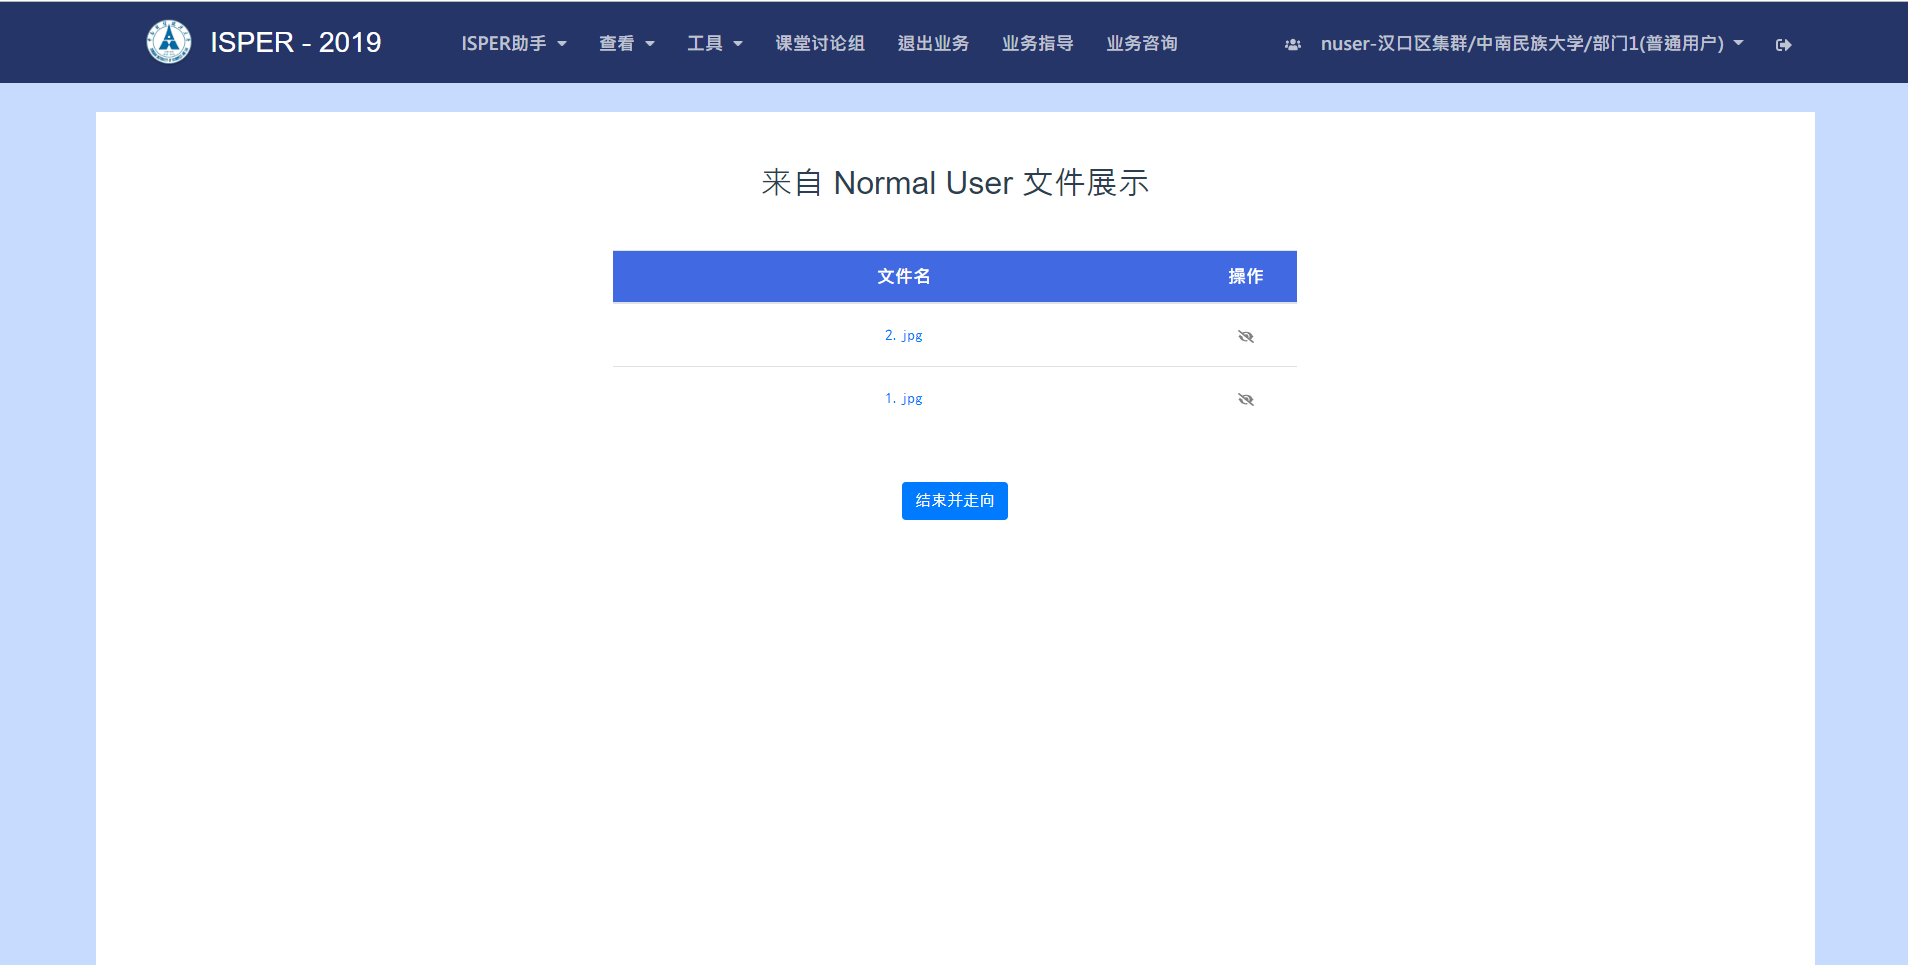 ISPER - 2019
ISPER助手 查看 工具 课堂讨论组 退出业务 业务指导 业务咨询 nuser-汉口区集群/中南民族大学/部门1(普通用户)
来自 Normal User 文件展示
文件名 操作
2. jpg
1. jpg
结束并走向